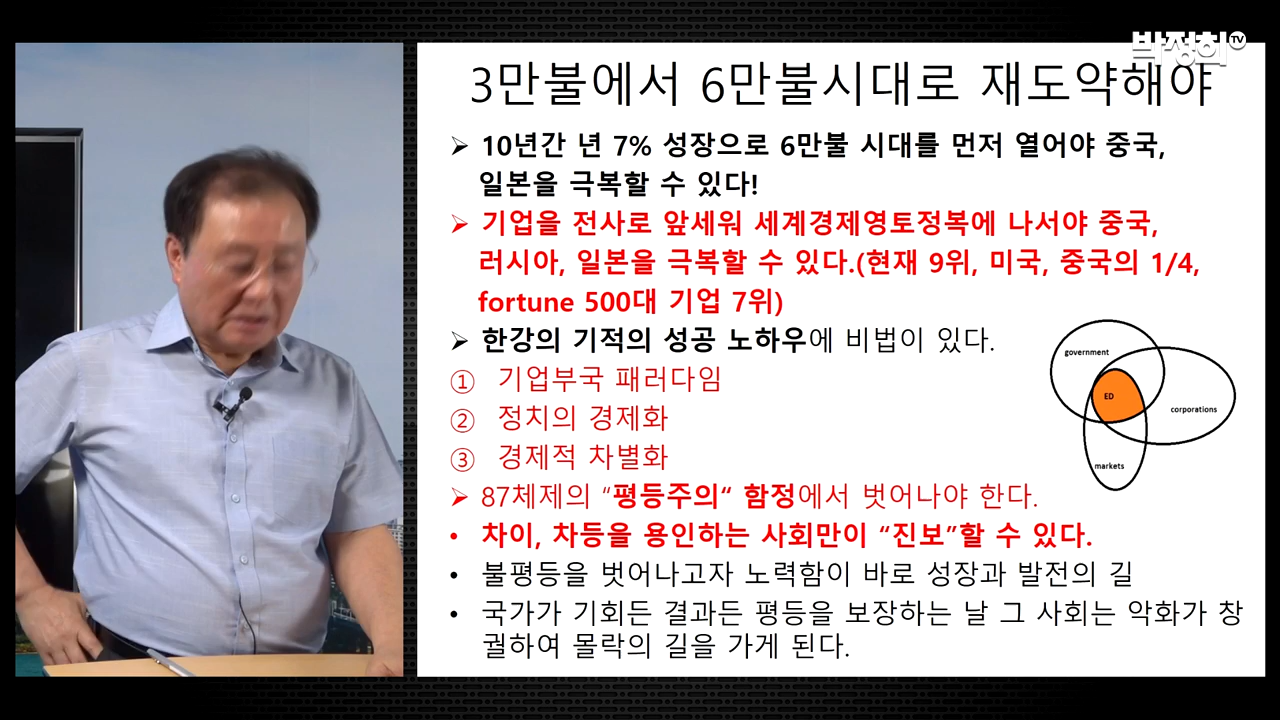 박정희TV
3만불에서 6만불시대로 재도약해야
➢ 10년간 년 7% 성장으로 6만불 시대를 먼저 열어야 중국,
일본을 극복할 수 있다!
➢ 기업을 전사로 앞세워 세계경제영토정복에 나서야 중국,
러시아, 일본을 극복할 수 있다.(현재 9위, 미국, 중국의 1/4,
fortune 500대 기업 7위)
➢ 한강의 기적의 성공 노하우에 비법이 있다.
① 기업부국 패러다임
② 정치의 경제화
③ 경제적 차별화
➢ 87체제의 “평등주의“ 함정에서 벗어나야 한다.
• 차이, 차등을 용인하는 사회만이 “진보”할 수 있다.
• 불평등을 벗어나고자 노력함이 바로 성장과 발전의 길
• 국가가 기회든 결과든 평등을 보장하는 날 그 사회는 악화가 창
궐하여 몰락의 길을 가게 된다.
government
ED
corporations
markets